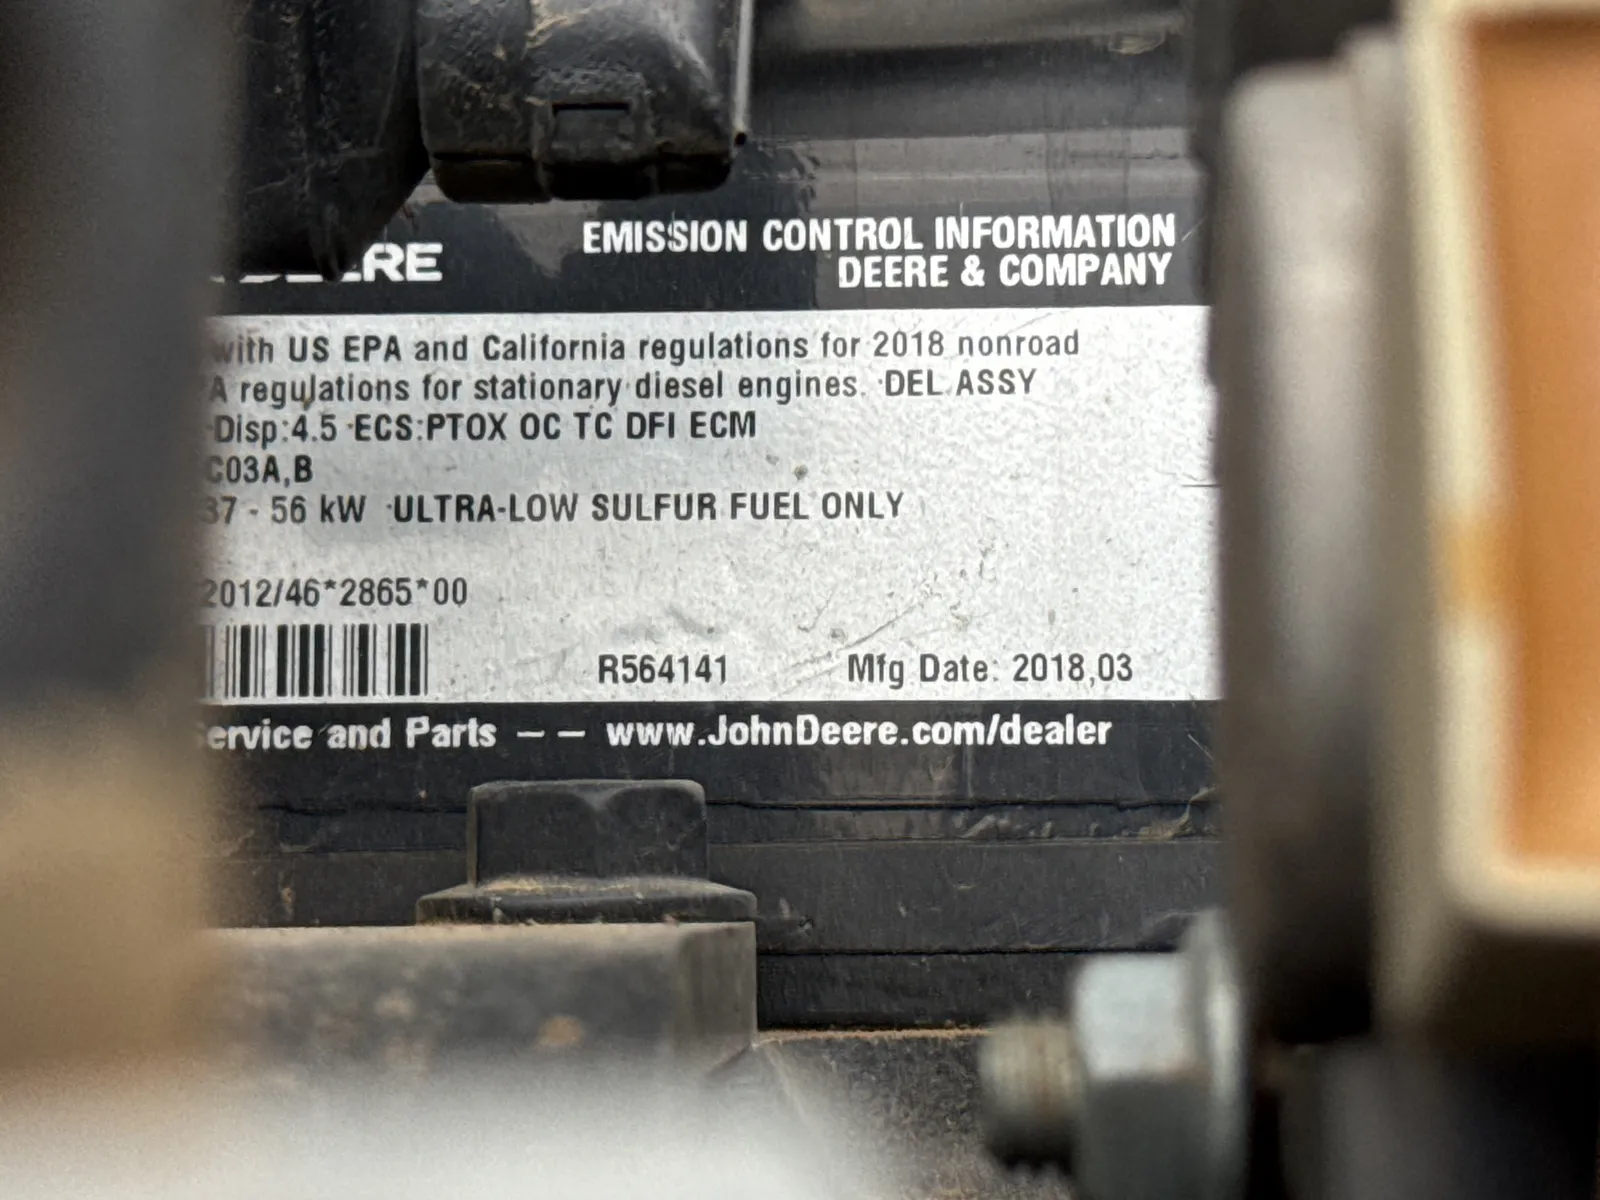 DEERE
EMISSION CONTROL INFORMATION
DEERE & COMPANY
with US EPA and California regulations for 2018 nonroad
A regulations for stationary diesel engines. ·DEL ASSY
·Disp:4.5 ·ECS:PTOX OC TC DFI ECM
C03A,B
37 - 56 kW ·ULTRA-LOW SULFUR FUEL ONLY
2012/46*2865*00
R564141 Mfg Date: 2018,03
Service and Parts – – www.JohnDeere.com/dealer